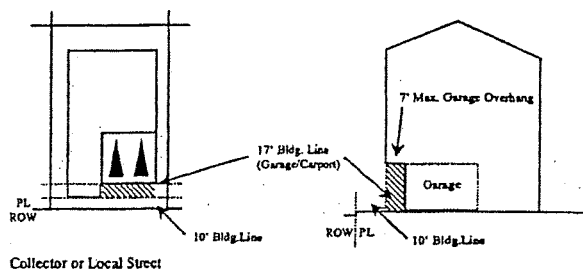 7' Max. Garage Overhang
17' Bldg. Line
(Garage/Carport)
Garage
PL
ROW
10' Bldg.Line
ROW PL
10' Bldg.Line
Collector or Local Street